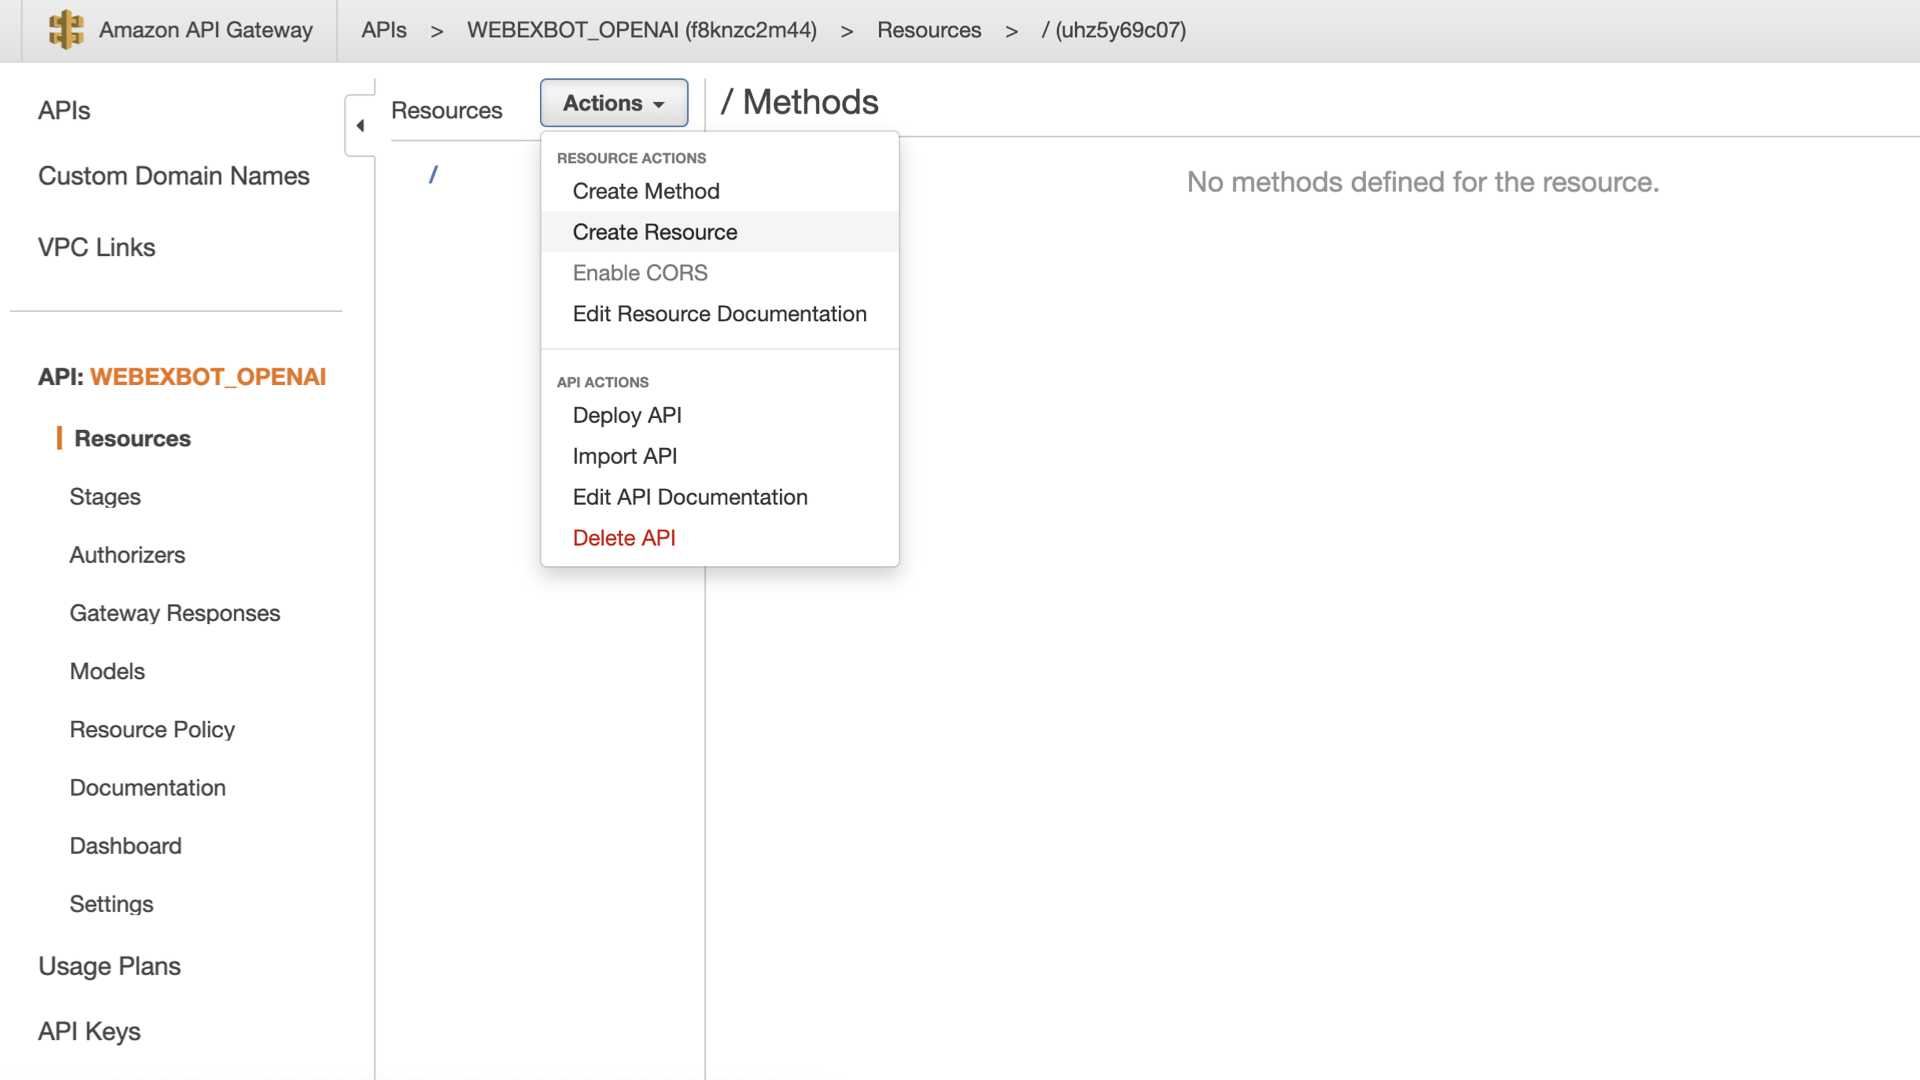 Amazon API Gateway
APIs > WEBEXBOT_OPENAI (f8knzc2m44) > Resources > / (uhz5y69c07)
APIs
Custom Domain Names
VPC Links
API: WEBEXBOT_OPENAI
Resources
Stages
Authorizers
Gateway Responses
Models
Resource Policy
Documentation
Dashboard
Settings
Usage Plans
API Keys
Resources
Actions
/
RESOURCE ACTIONS
Create Method
Create Resource
Enable CORS
Edit Resource Documentation
API ACTIONS
Deploy API
Import API
Edit API Documentation
Delete API
/ Methods
No methods defined for the resource.